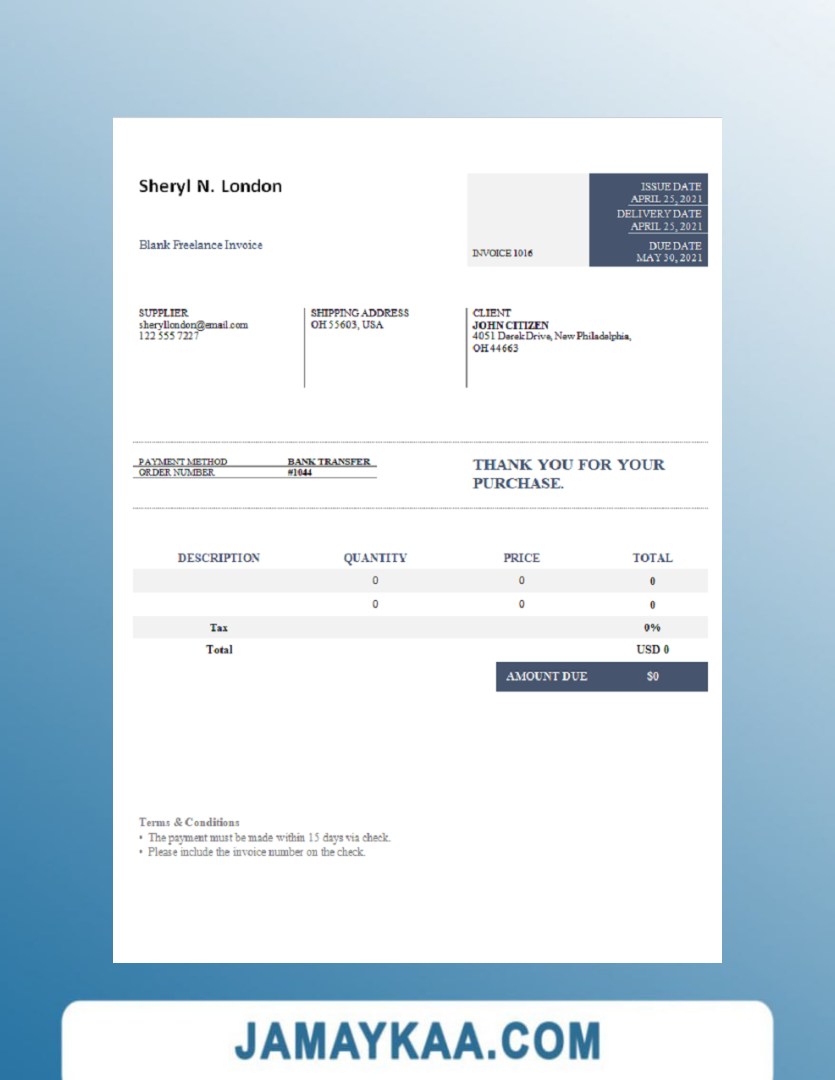 Sheryl N. London
Blank Freelance Invoice
INVOICE 1016
ISSUE DATE
APRIL 25, 2021
DELIVERY DATE
APRIL 25, 2021
DUE DATE
MAY 30, 2021
SUPPLIER
sheryllondon@email.com
122 555 7227
SHIPPING ADDRESS
OH 55603, USA
CLIENT
JOHN CITIZEN
4051 Derek Drive, New Philadelphia,
OH 44663
PAYMENT METHOD BANK TRANSFER
ORDER NUMBER #1044
THANK YOU FOR YOUR
PURCHASE.
DESCRIPTION QUANTITY PRICE TOTAL
0 0 0
0 0 0
Tax 0%
Total USD 0
AMOUNT DUE $0
Terms & Conditions
• The payment must be made within 15 days via check.
• Please include the invoice number on the check.
JAMAYKAA.COM